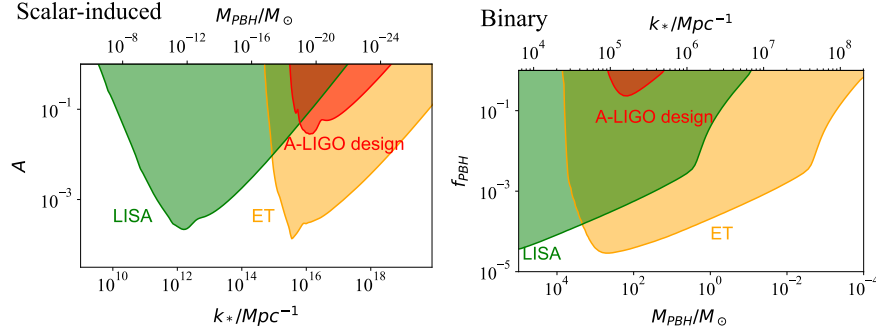 Scalar-induced
M_PBH/M_⊙
10^-8 10^-12 10^-16 10^-20 10^-24
10^-1
10^-3
A
A-LIGO design
LISA
ET
10^10 10^12 10^14 10^16 10^18
k_*/Mpc^-1
Binary
k_*/Mpc^-1
10^4 10^5 10^6 10^7 10^8
10^-1
10^-3
10^-5
f_PBH
A-LIGO design
ET
LISA
10^4 10^2 10^0 10^-2 10^-4
M_PBH/M_⊙